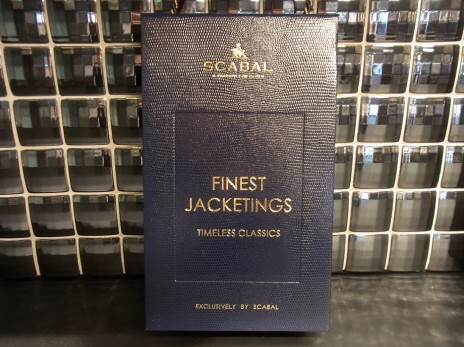 SCABAL
FINEST
JACKETINGS
TIMELESS CLASSICS
EXCLUSIVELY BY SCABAL